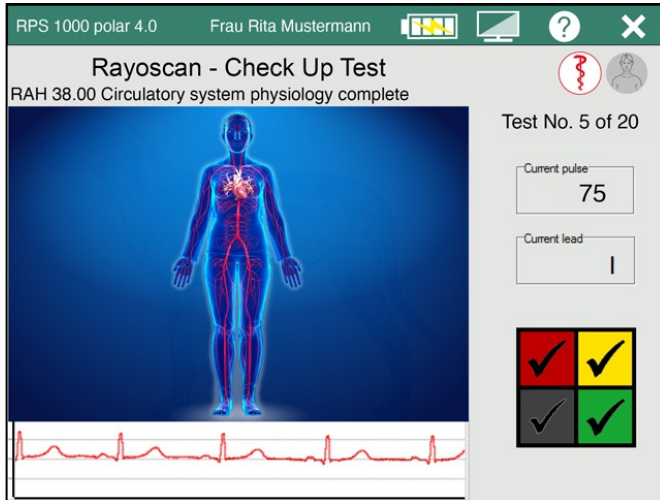 RPS 1000 polar 4.0 Frau Rita Mustermann ?
Rayoscan - Check Up Test
RAH 38.00 Circulatory system physiology complete
Test No. 5 of 20
Current pulse
75
Current lead
I